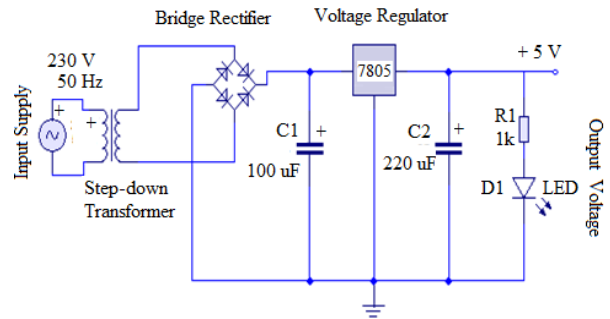 Bridge Rectifier
Voltage Regulator
230 V
50 Hz
7805
+ 5 V
+
+
Input Supply
Step-down
Transformer
C1
+
100 uF
C2
+
220 uF
R1
1k
D1
LED
Output Voltage